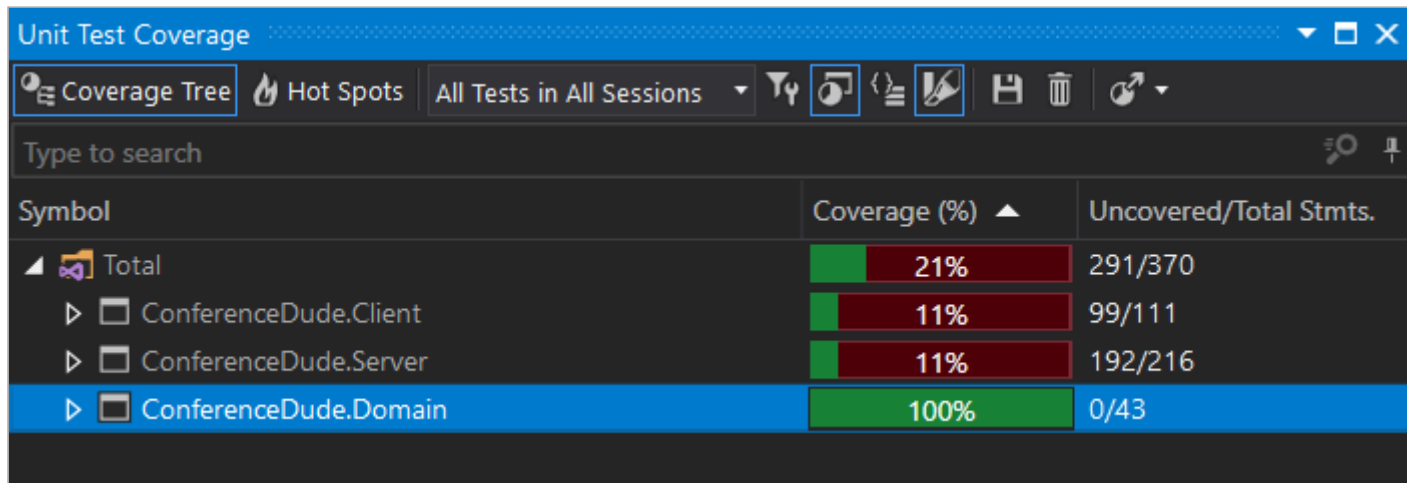 Unit Test Coverage
Coverage Tree Hot Spots All Tests in All Sessions
Type to search
Symbol Coverage (%) Uncovered/Total Stmts.
Total 21% 291/370
ConferenceDude.Client 11% 99/111
ConferenceDude.Server 11% 192/216
ConferenceDude.Domain 100% 0/43